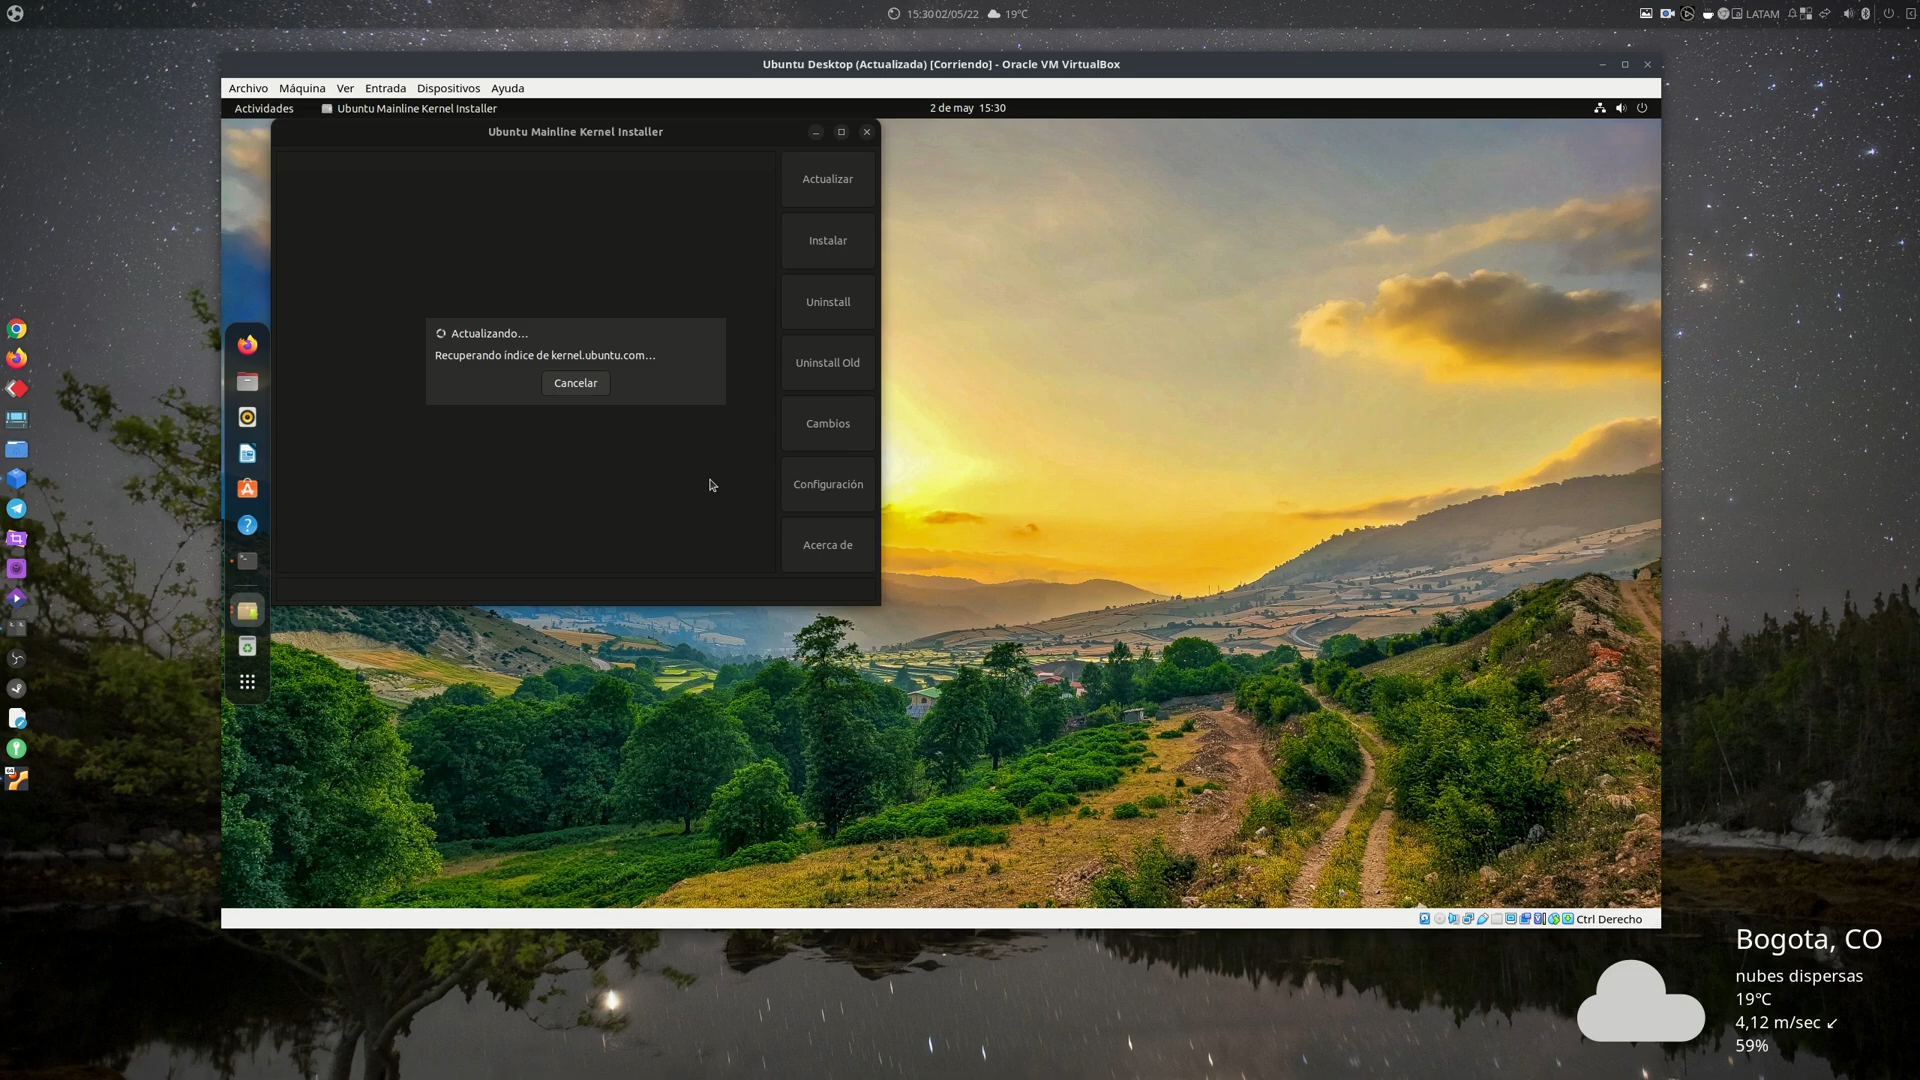 15:30 02/05/22 19°C
LATAM
Ubuntu Desktop (Actualizada) [Corriendo] - Oracle VM VirtualBox
Archivo Máquina Ver Entrada Dispositivos Ayuda
Actividades Ubuntu Mainline Kernel Installer 2 de may 15:30
Ubuntu Mainline Kernel Installer
Actualizar
Instalar
Uninstall
Uninstall Old
Cambios
Configuración
Acerca de
Actualizando...
Recuperando índice de kernel.ubuntu.com...
Cancelar
Ctrl Derecho
Bogota, CO
nubes dispersas
19°C
4,12 m/sec ↙
59%